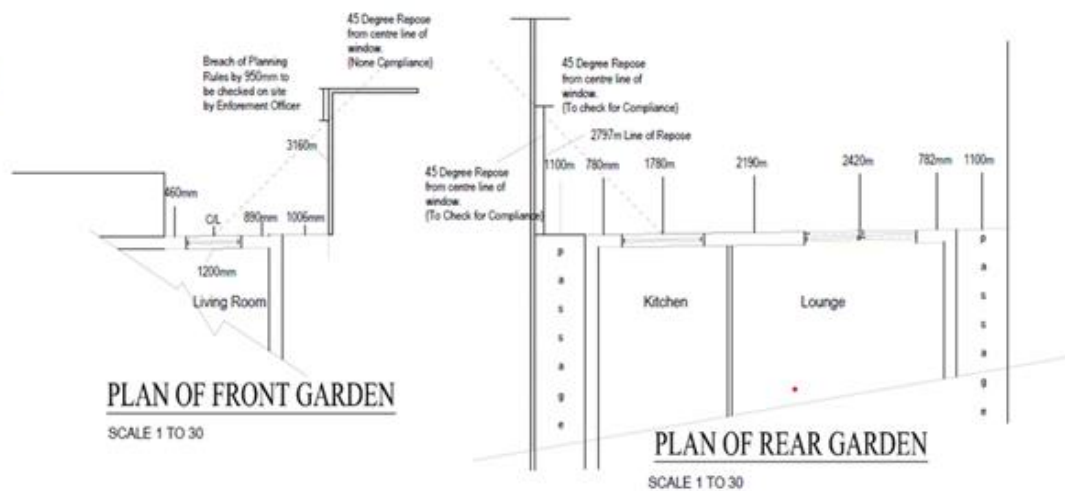 45 Degree Repose
from centre line of
window.
(None Compliance)
Breach of Planning
Rules by 950mm to
be checked on site
by Enforement Officer
3160m
460mm
C/L
890mm
1006mm
1200mm
Living Room
PLAN OF FRONT GARDEN
SCALE 1 TO 30
45 Degree Repose
from centre line of
window.
(To check for Compliance)
2797m Line of Repose
45 Degree Repose
from centre line of
window.
(To Check for Compliance)
1100m
780mm
1780m
2190m
2420m
782mm
1100m
passage
Kitchen
Lounge
passage
PLAN OF REAR GARDEN
SCALE 1 TO 30